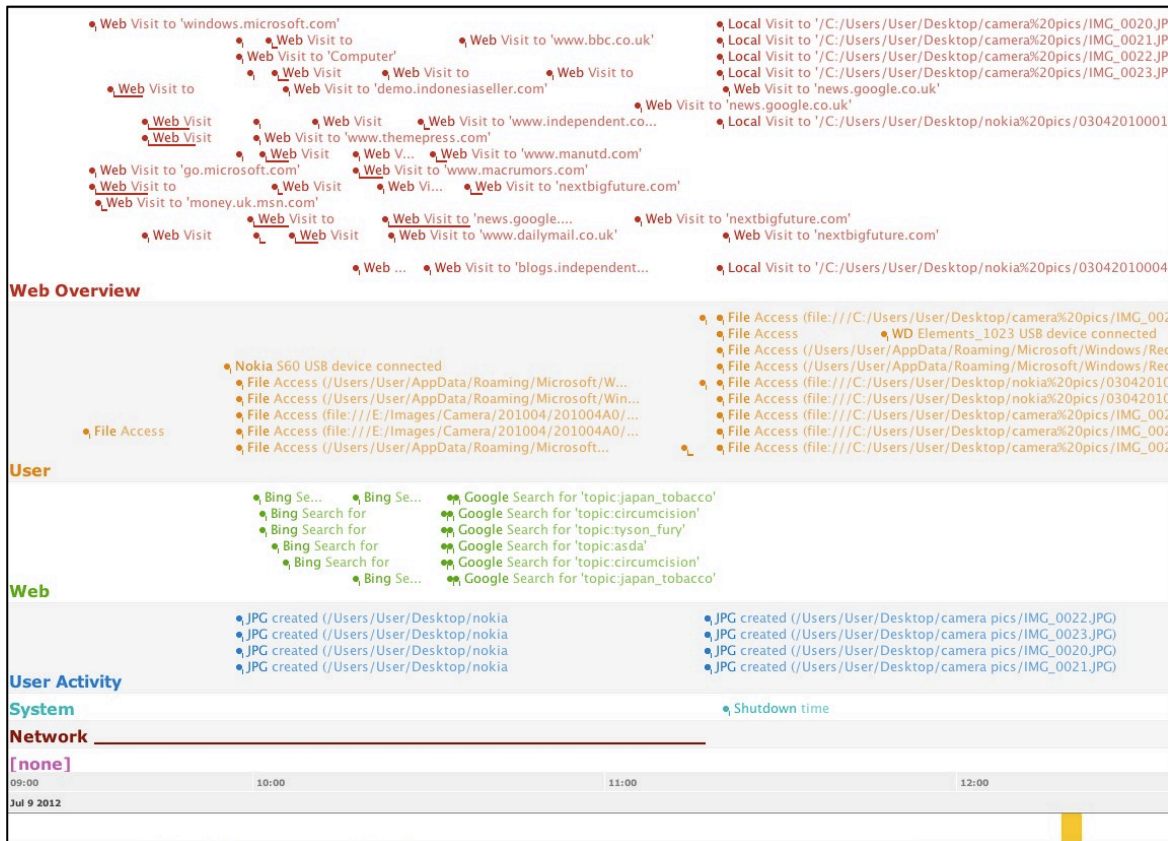 Web Visit to 'windows.microsoft.com' Local Visit to '/C:/Users/User/Desktop/camera%20pics/IMG_0020.JP
Web Visit to Web Visit to 'www.bbc.co.uk' Local Visit to '/C:/Users/User/Desktop/camera%20pics/IMG_0021.JP
Web Visit to 'Computer' Local Visit to '/C:/Users/User/Desktop/camera%20pics/IMG_0022.JP
Web Visit Web Visit to Web Visit to Local Visit to '/C:/Users/User/Desktop/camera%20pics/IMG_0023.JP
Web Visit to Web Visit to 'demo.indonesiaseller.com' Web Visit to 'news.google.co.uk'
Web Visit to 'news.google.co.uk'
Web Visit Web Visit Web Visit to 'www.independent.co... Local Visit to '/C:/Users/User/Desktop/nokia%20pics/03042010001
Web Visit Web Visit to 'www.themepress.com'
Web Visit Web V... Web Visit to 'www.manutd.com'
Web Visit to 'go.microsoft.com' Web Visit to 'www.macrumors.com'
Web Visit to Web Visit Web Vi... Web Visit to 'nextbigfuture.com'
Web Visit to 'money.uk.msn.com'
Web Visit to Web Visit to 'news.google.... Web Visit to 'nextbigfuture.com'
Web Visit Web Visit Web Visit to 'www.dailymail.co.uk' Web Visit to 'nextbigfuture.com'
Web ... Web Visit to 'blogs.independent... Local Visit to '/C:/Users/User/Desktop/nokia%20pics/03042010004
Web Overview
File Access (file:///C:/Users/User/Desktop/camera%20pics/IMG_002
File Access WD Elements_1023 USB device connected
File Access (/Users/User/AppData/Roaming/Microsoft/Windows/Rec
Nokia S60 USB device connected File Access (/Users/User/AppData/Roaming/Microsoft/Windows/Rec
File Access (/Users/User/AppData/Roaming/Microsoft/W... File Access (file:///C:/Users/User/Desktop/nokia%20pics/0304201
File Access (/Users/User/AppData/Roaming/Microsoft/Win... File Access (file:///C:/Users/User/Desktop/nokia%20pics/0304201
File Access (file:///E:/Images/Camera/201004/201004A0/... File Access (file:///C:/Users/User/Desktop/camera%20pics/IMG_002
File Access File Access (file:///E:/Images/Camera/201004/201004A0/... File Access (file:///C:/Users/User/Desktop/camera%20pics/IMG_002
File Access (/Users/User/AppData/Roaming/Microsoft... File Access (file:///C:/Users/User/Desktop/camera%20pics/IMG_002
User
Bing Se... Bing Se... Google Search for 'topic:japan_tobacco'
Bing Search for Google Search for 'topic:circumcision'
Bing Search for Google Search for 'topic:tyson_fury'
Bing Search for Google Search for 'topic:asda'
Bing Search for Google Search for 'topic:circumcision'
Bing Se... Google Search for 'topic:japan_tobacco'
Web
JPG created (/Users/User/Desktop/nokia JPG created (/Users/User/Desktop/camera pics/IMG_0022.JPG)
JPG created (/Users/User/Desktop/nokia JPG created (/Users/User/Desktop/camera pics/IMG_0023.JPG)
JPG created (/Users/User/Desktop/nokia JPG created (/Users/User/Desktop/camera pics/IMG_0020.JPG)
JPG created (/Users/User/Desktop/nokia JPG created (/Users/User/Desktop/camera pics/IMG_0021.JPG)
User Activity
System Shutdown time
Network
[none]
09:00 10:00 11:00 12:00
Jul 9 2012